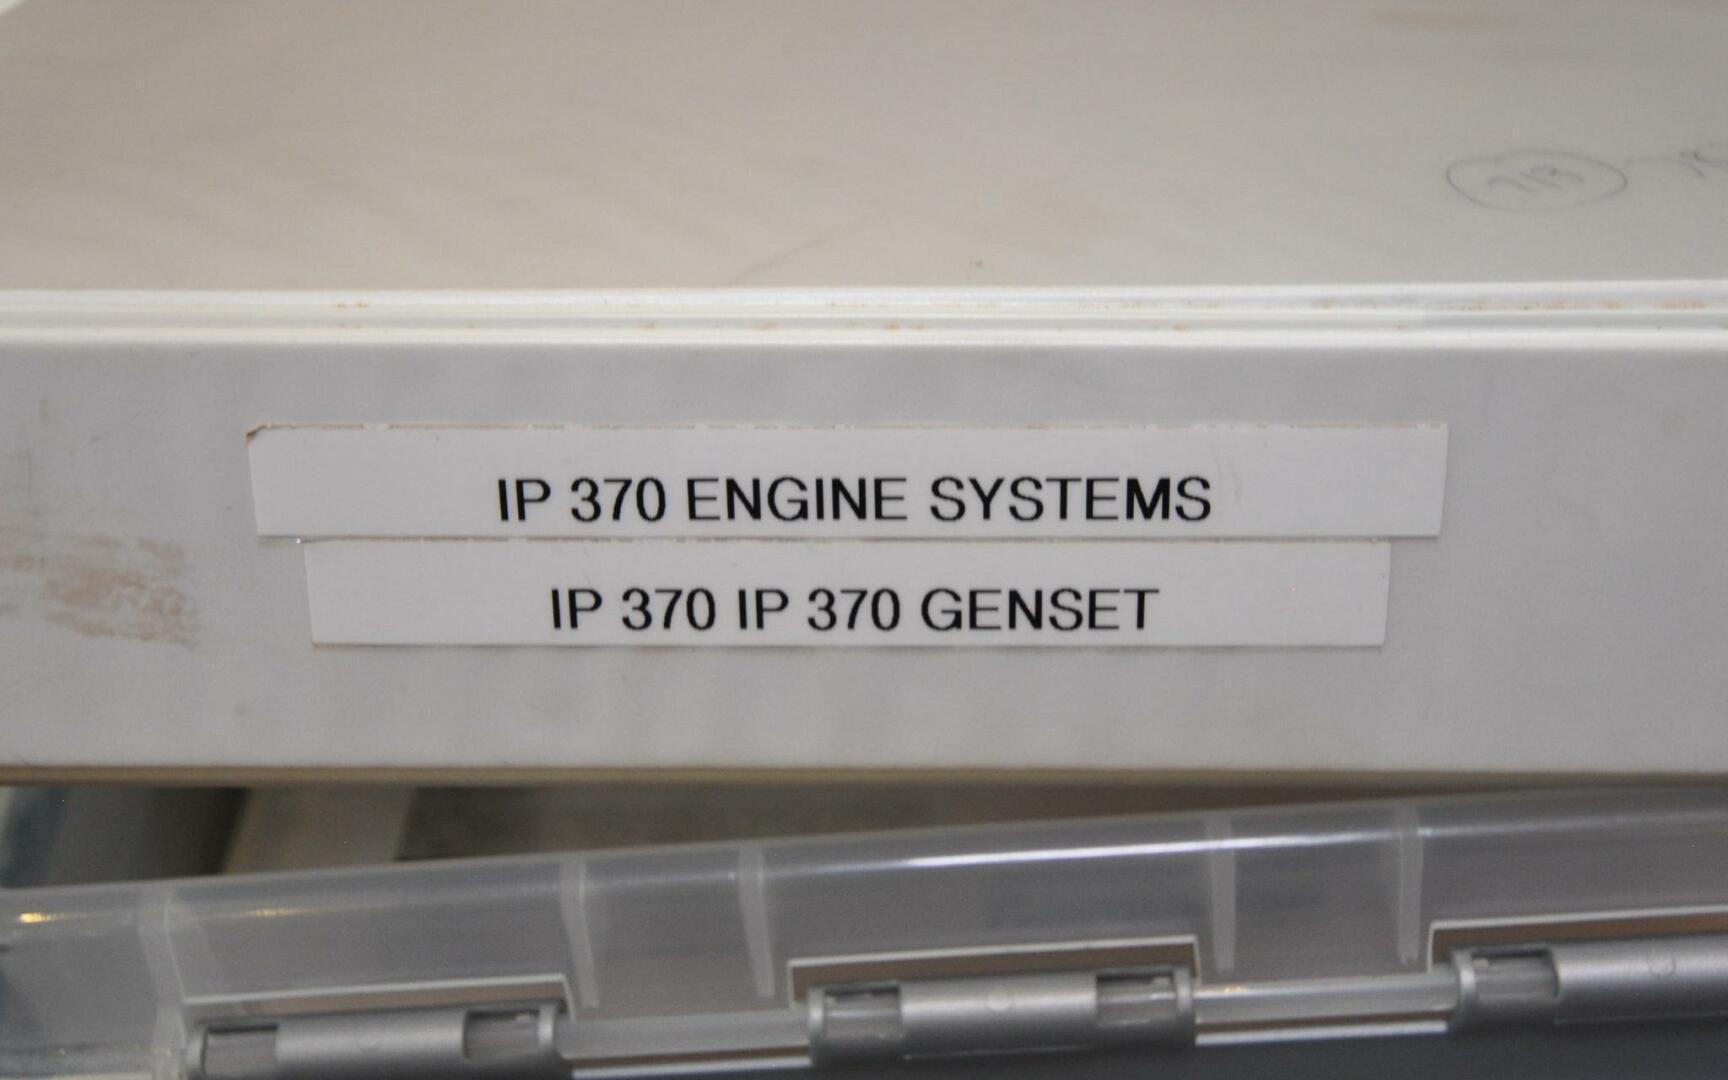 IP 370 ENGINE SYSTEMS
IP 370 IP 370 GENSET